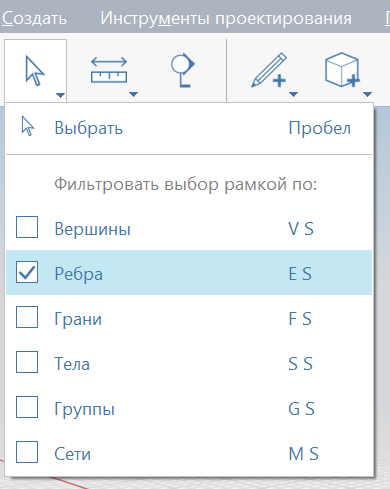 Создать Инструменты проектирования
Выбрать Пробел
Фильтровать выбор рамкой по:
Вершины V S
Ребра E S
Грани F S
Тела S S
Группы G S
Сети M S